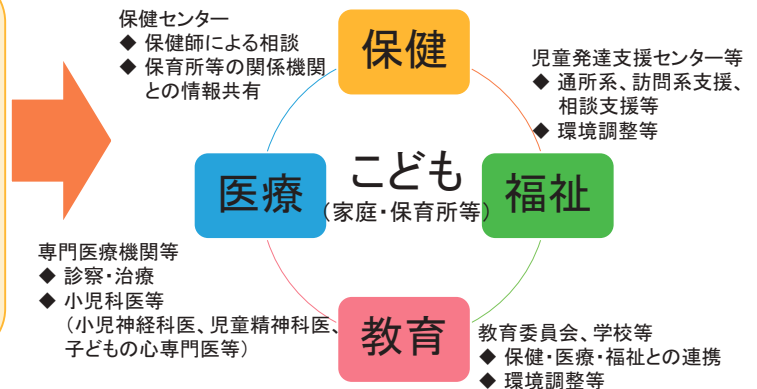 保健センター
◆ 保健師による相談
◆ 保育所等の関係機関
との情報共有
保健
児童発達支援センター等
◆ 通所系、訪問系支援、
相談支援等
◆ 環境調整等
医療
こども
(家庭・保育所等)
福祉
専門医療機関等
◆ 診察・治療
◆ 小児科医等
(小児神経科医、児童精神科医、
子どもの心専門医等)
教育
教育委員会、学校等
◆ 保健・医療・福祉との連携
◆ 環境調整等